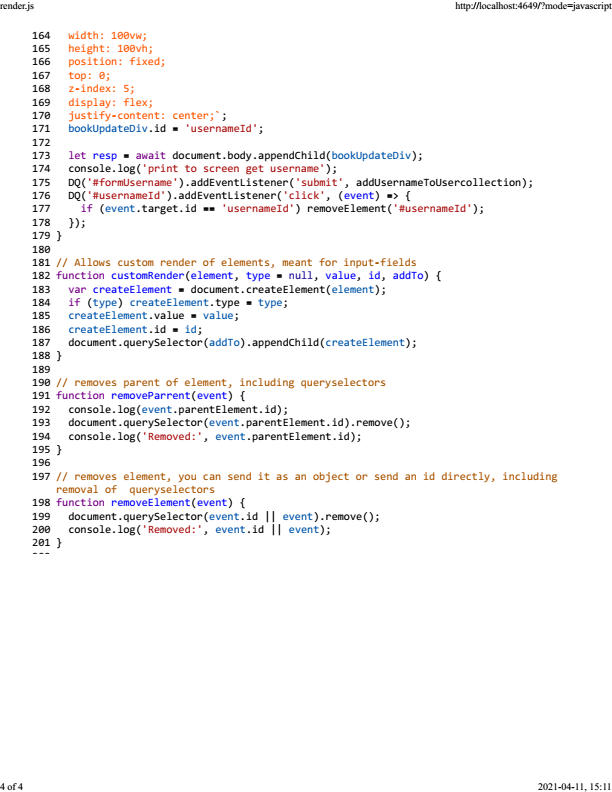 render.js http://localhost:4649/?mode=javascript
164 width: 100vw;
165 height: 100vh;
166 position: fixed;
167 top: 0;
168 z-index: 5;
169 display: flex;
170 justify-content: center;`;
171 bookUpdateDiv.id = 'usernameId';
172
173 let resp = await document.body.appendChild(bookUpdateDiv);
174 console.log('print to screen get username');
175 DQ('#formUsername').addEventListener('submit', addUsernameToUsercollection);
176 DQ('#usernameId').addEventListener('click', (event) => {
177 if (event.target.id == 'usernameId') removeElement('#usernameId');
178 });
179 }
180
181 // Allows custom render of elements, meant for input-fields
182 function customRender(element, type = null, value, id, addTo) {
183 var createElement = document.createElement(element);
184 if (type) createElement.type = type;
185 createElement.value = value;
186 createElement.id = id;
187 document.querySelector(addTo).appendChild(createElement);
188 }
189
190 // removes parent of element, including queryselectors
191 function removeParrent(event) {
192 console.log(event.parentElement.id);
193 document.querySelector(event.parentElement.id).remove();
194 console.log('Removed:', event.parentElement.id);
195 }
196
197 // removes element, you can send it as an object or send an id directly, including
removal of  queryselectors
198 function removeElement(event) {
199 document.querySelector(event.id || event).remove();
200 console.log('Removed:', event.id || event);
201 }
4 of 4 2021-04-11, 15:11